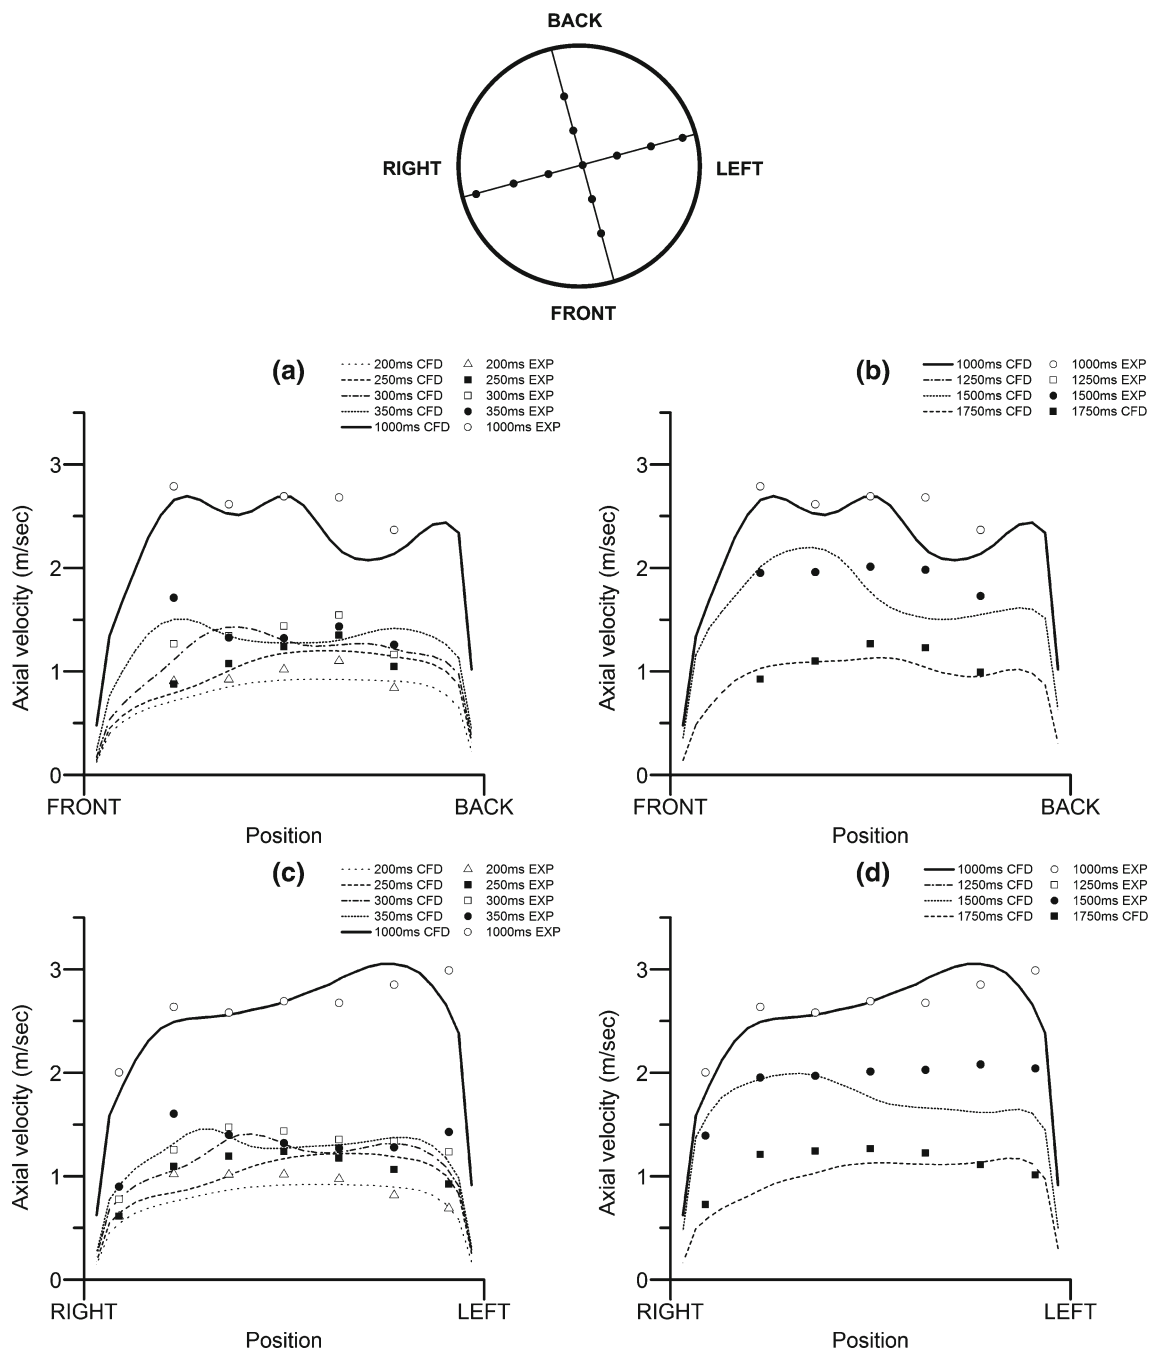 BACK
RIGHT
LEFT
FRONT
(a)
200ms CFD 200ms EXP
250ms CFD 250ms EXP
300ms CFD 300ms EXP
350ms CFD 350ms EXP
1000ms CFD 1000ms EXP
3
2
1
0
Axial velocity (m/sec)
FRONT BACK
Position
(b)
1000ms CFD 1000ms EXP
1250ms CFD 1250ms EXP
1500ms CFD 1500ms EXP
1750ms CFD 1750ms CFD
3
2
1
0
Axial velocity (m/sec)
FRONT BACK
Position
(c)
200ms CFD 200ms EXP
250ms CFD 250ms EXP
300ms CFD 300ms EXP
350ms CFD 350ms EXP
1000ms CFD 1000ms EXP
3
2
1
0
Axial velocity (m/sec)
RIGHT LEFT
Position
(d)
1000ms CFD 1000ms EXP
1250ms CFD 1250ms EXP
1500ms CFD 1500ms EXP
1750ms CFD 1750ms CFD
3
2
1
0
Axial velocity (m/sec)
RIGHT LEFT
Position